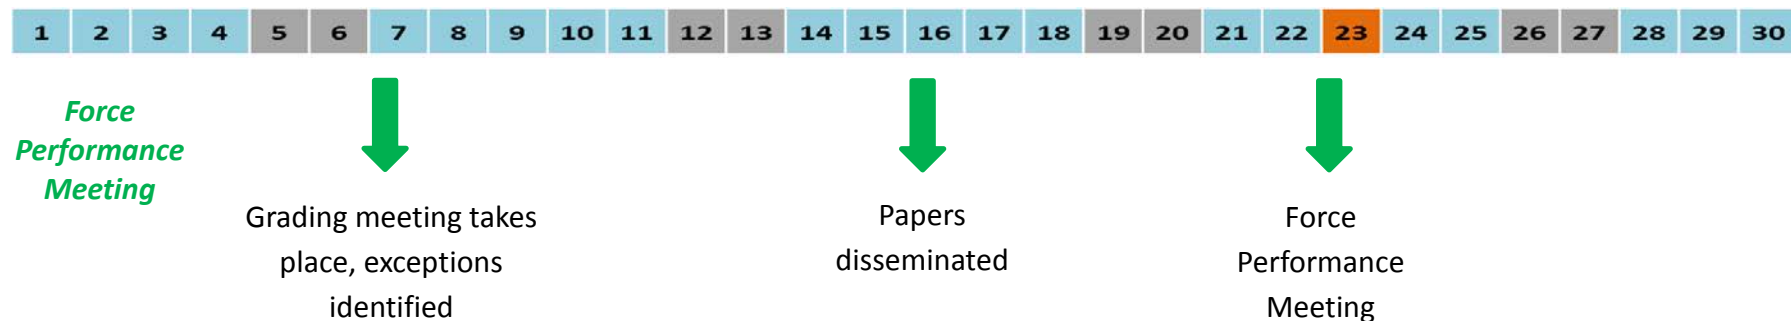 1 2 3 4 5 6 7 8 9 10 11 12 13 14 15 16 17 18 19 20 21 22 23 24 25 26 27 28 29 30
Force
Performance
Meeting
Grading meeting takes
place, exceptions
identified
Papers
disseminated
Force
Performance
Meeting